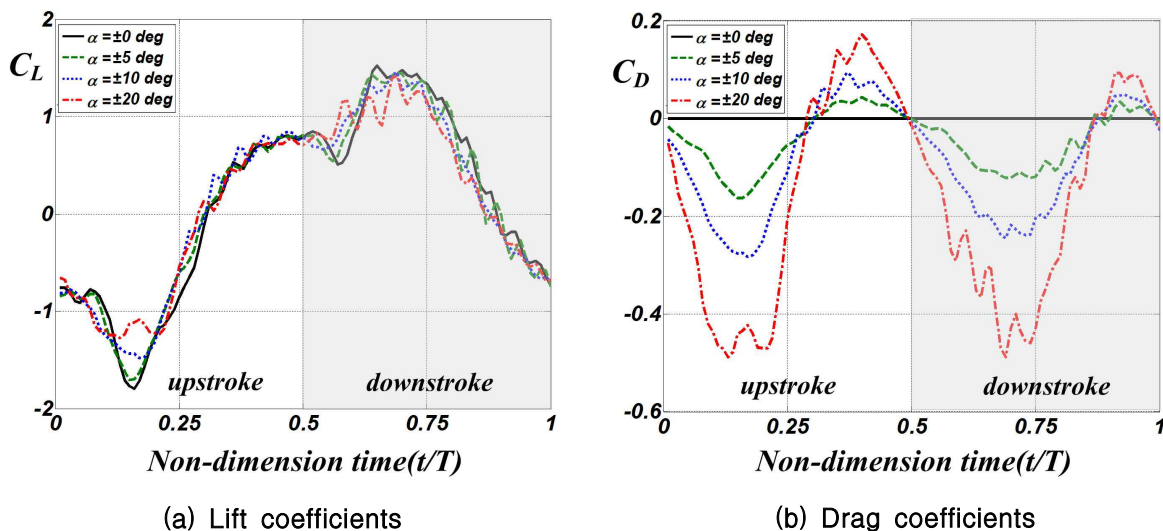 2
1
0
-1
-2
C_L
α=±0 deg
α=±5 deg
α=±10 deg
α=±20 deg
upstroke
downstroke
0
0.25
0.5
0.75
1
Non-dimension time(t/T)
(a) Lift coefficients
0.2
0
-0.2
-0.4
-0.6
C_D
α=±0 deg
α=±5 deg
α=±10 deg
α=±20 deg
upstroke
downstroke
0
0.25
0.5
0.75
1
Non-dimension time(t/T)
(b) Drag coefficients